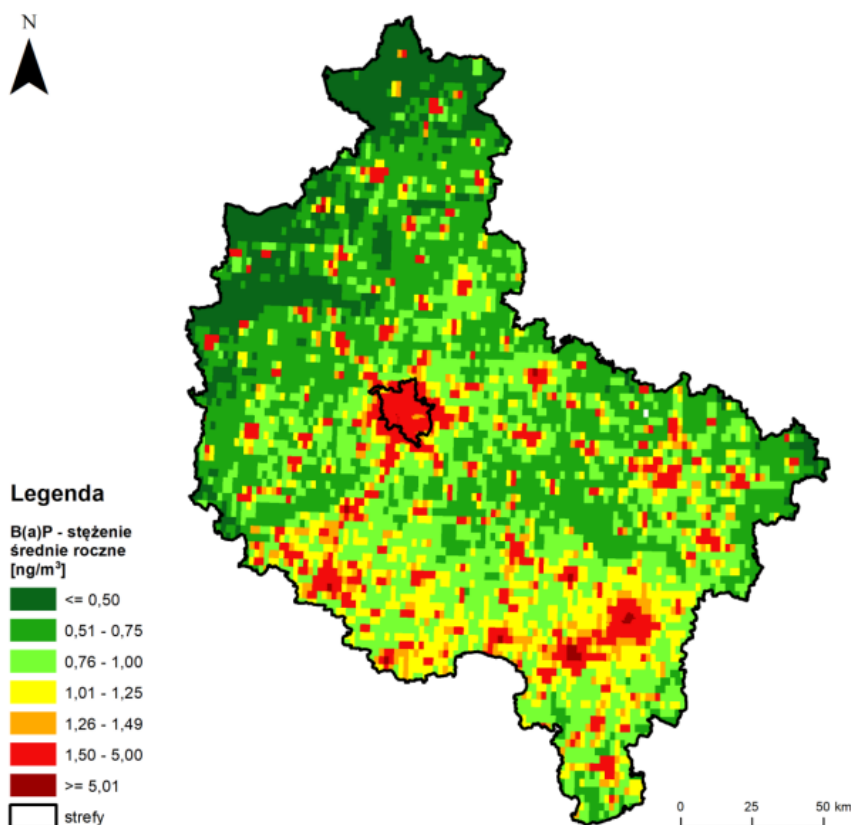 N
Legenda
B(a)P - stężenie
średnie roczne
[ng/m³]
<= 0,50
0,51 - 0,75
0,76 - 1,00
1,01 - 1,25
1,26 - 1,49
1,50 - 5,00
>= 5,01
strefy
0 25 50 km